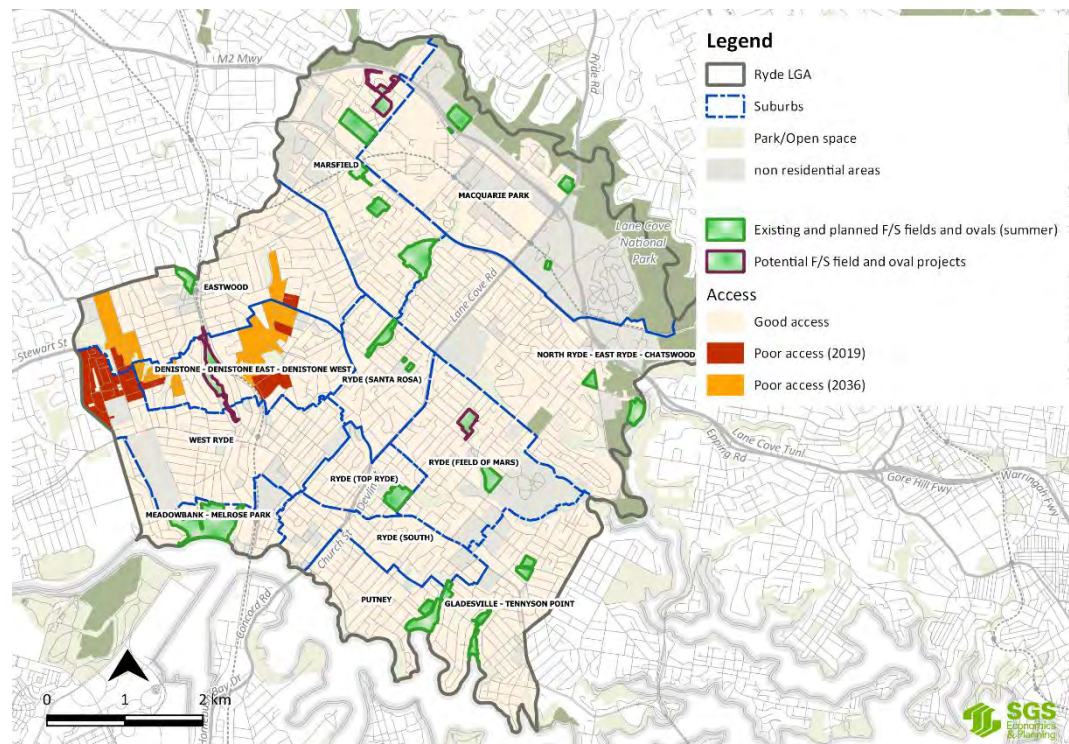 M2 Mwy
Ryde Rd
MARSFIELD
MACQUARIE PARK
Lane Cove
National
Park
EASTWOOD
Lane Cove Rd
Stewart St
NORTH RYDE - EAST RYDE - CHATSWOOD
DENISTONE - DENISTONE EAST - DENISTONE WEST
RYDE (SANTA ROSA)
WEST RYDE
RYDE (FIELD OF MARS)
Epping Rd
Lane Cove Tunl
Gore Hill Fwy
Warringah Fwy
RYDE (TOP RYDE)
Devlin
MEADOWBANK - MELROSE PARK
RYDE (SOUTH)
Church St
PUTNEY
GLADESVILLE - TENNYSON POINT
Concord Rd
Bay Dr
0 1 2 km
Legend
Ryde LGA
Suburbs
Park/Open space
non residential areas
Existing and planned F/S fields and ovals (summer)
Potential F/S field and oval projects
Access
Good access
Poor access (2019)
Poor access (2036)
SGS
Economics
& Planning